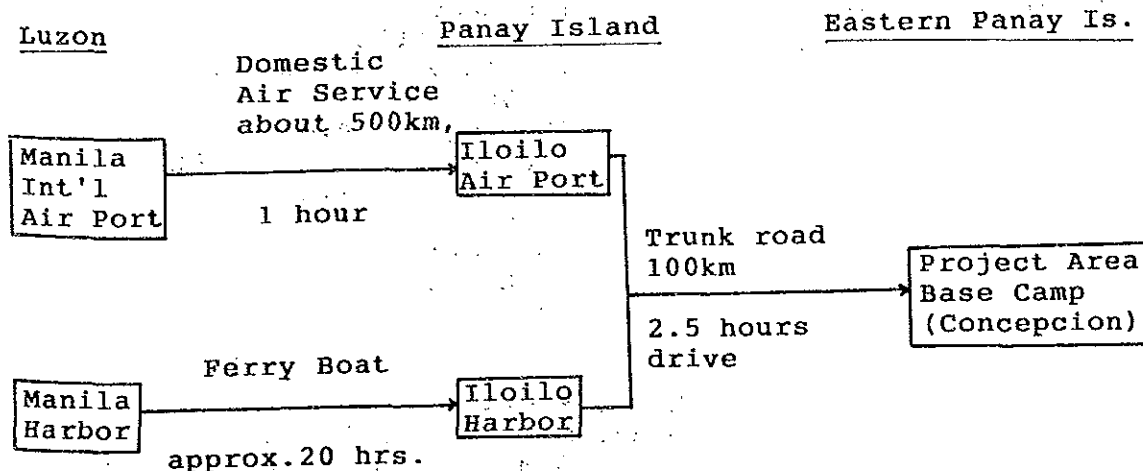 Luzon
Panay Island
Eastern Panay Is.
Domestic
Air Service
about 500km,
Manila
Int'l
Air Port
1 hour
Iloilo
Air Port
Trunk road
100km
2.5 hours
drive
Project Area
Base Camp
(Concepcion)
Manila
Harbor
Ferry Boat
approx.20 hrs.
Iloilo
Harbor